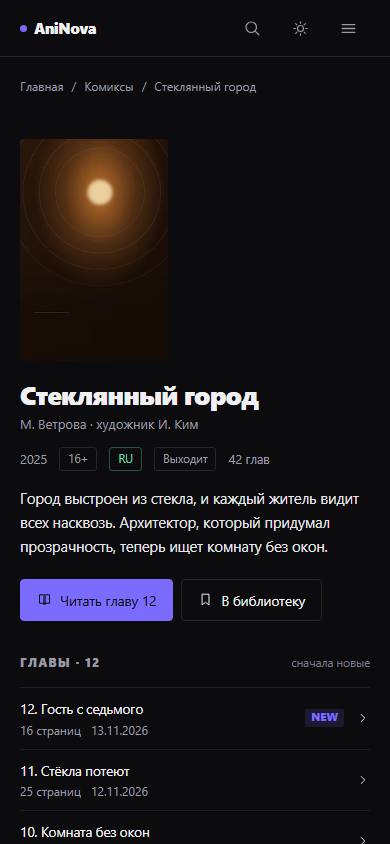 AniNova
Главная / Комиксы / Стеклянный город
Стеклянный город
М. Ветрова · художник И. Ким
2025 16+ RU Выходит 42 глав
Город выстроен из стекла, и каждый житель видит
всех насквозь. Архитектор, который придумал
прозрачность, теперь ищет комнату без окон.
Читать главу 12 В библиотеку
ГЛАВЫ · 12 сначала новые
12. Гость с седьмого
16 страниц 13.11.2026
NEW
11. Стёкла потеют
25 страниц 12.11.2026
10. Комната без окон